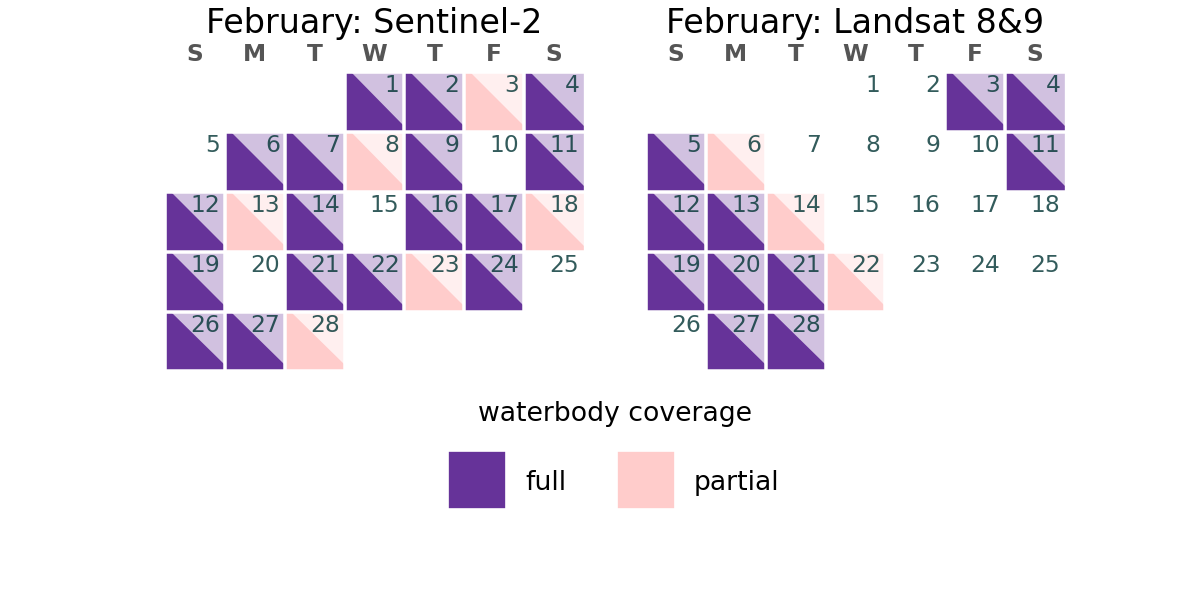 February: Sentinel-2
S M T W T F S
1 2 3 4
5 6 7 8 9 10 11
12 13 14 15 16 17 18
19 20 21 22 23 24 25
26 27 28
February: Landsat 8&9
S M T W T F S
1 2 3 4
5 6 7 8 9 10 11
12 13 14 15 16 17 18
19 20 21 22 23 24 25
26 27 28
waterbody coverage
full partial